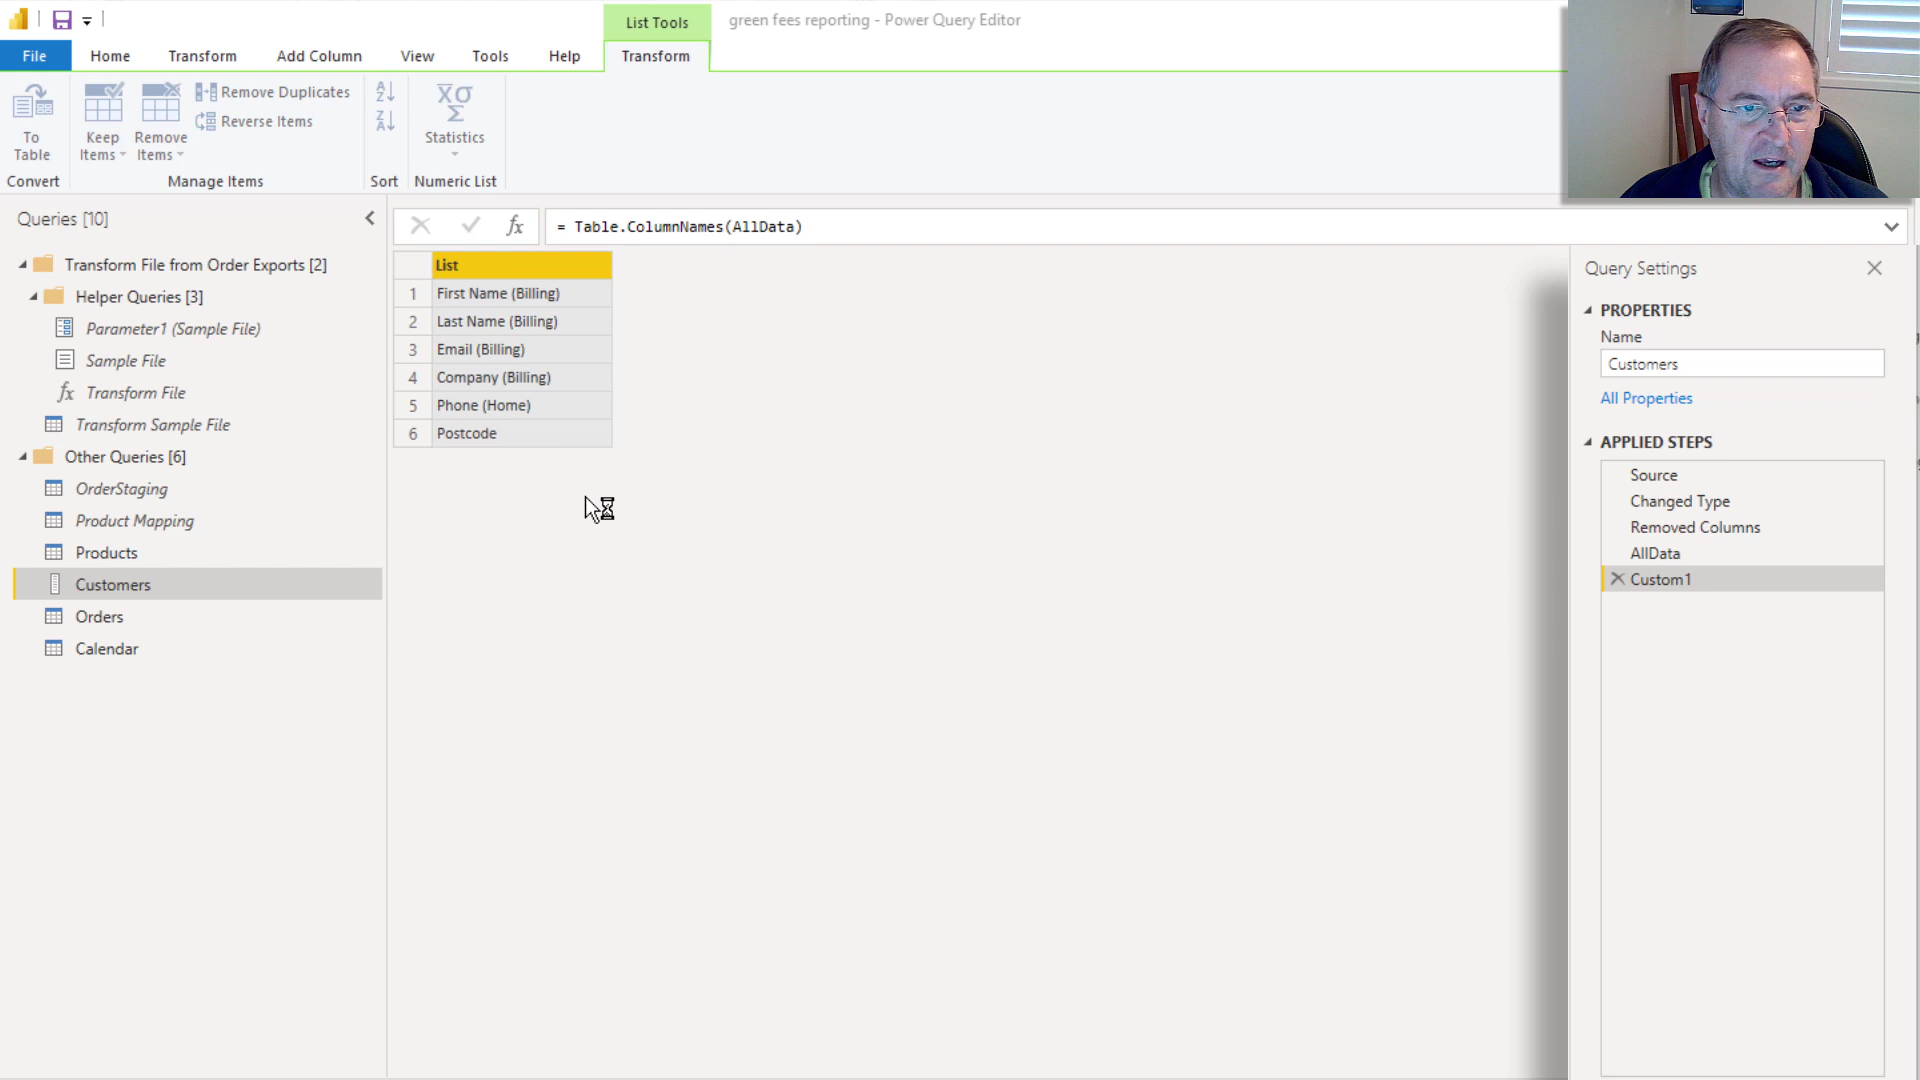 List Tools
green fees reporting - Power Query Editor
File
Home
Transform
Add Column
View
Tools
Help
Transform
To
Table
Keep
Items
Remove
Items
Remove Duplicates
Reverse Items
A
Z
Z
A
Statistics
Convert
Manage Items
Sort
Numeric List
Queries [10]
fx
= Table.ColumnNames(AllData)
Transform File from Order Exports [2]
Helper Queries [3]
Parameter1 (Sample File)
Sample File
fx Transform File
Transform Sample File
Other Queries [6]
OrderStaging
Product Mapping
Products
Customers
Orders
Calendar
List
1 First Name (Billing)
2 Last Name (Billing)
3 Email (Billing)
4 Company (Billing)
5 Phone (Home)
6 Postcode
Query Settings
PROPERTIES
Name
Customers
All Properties
APPLIED STEPS
Source
Changed Type
Removed Columns
AllData
Custom1